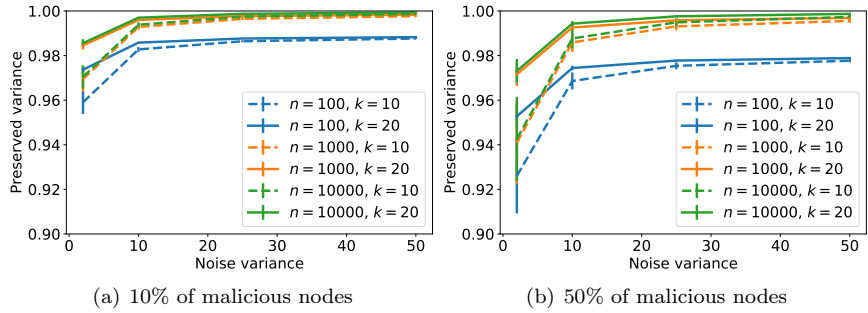 1.00
0.98
0.96
0.94
0.92
0.90
Preserved variance
0 10 20 30 40 50
Noise variance
n = 100, k = 10
n = 100, k = 20
n = 1000, k = 10
n = 1000, k = 20
n = 10000, k = 10
n = 10000, k = 20
(a) 10% of malicious nodes
1.00
0.98
0.96
0.94
0.92
0.90
Preserved variance
0 10 20 30 40 50
Noise variance
n = 100, k = 10
n = 100, k = 20
n = 1000, k = 10
n = 1000, k = 20
n = 10000, k = 10
n = 10000, k = 20
(b) 50% of malicious nodes